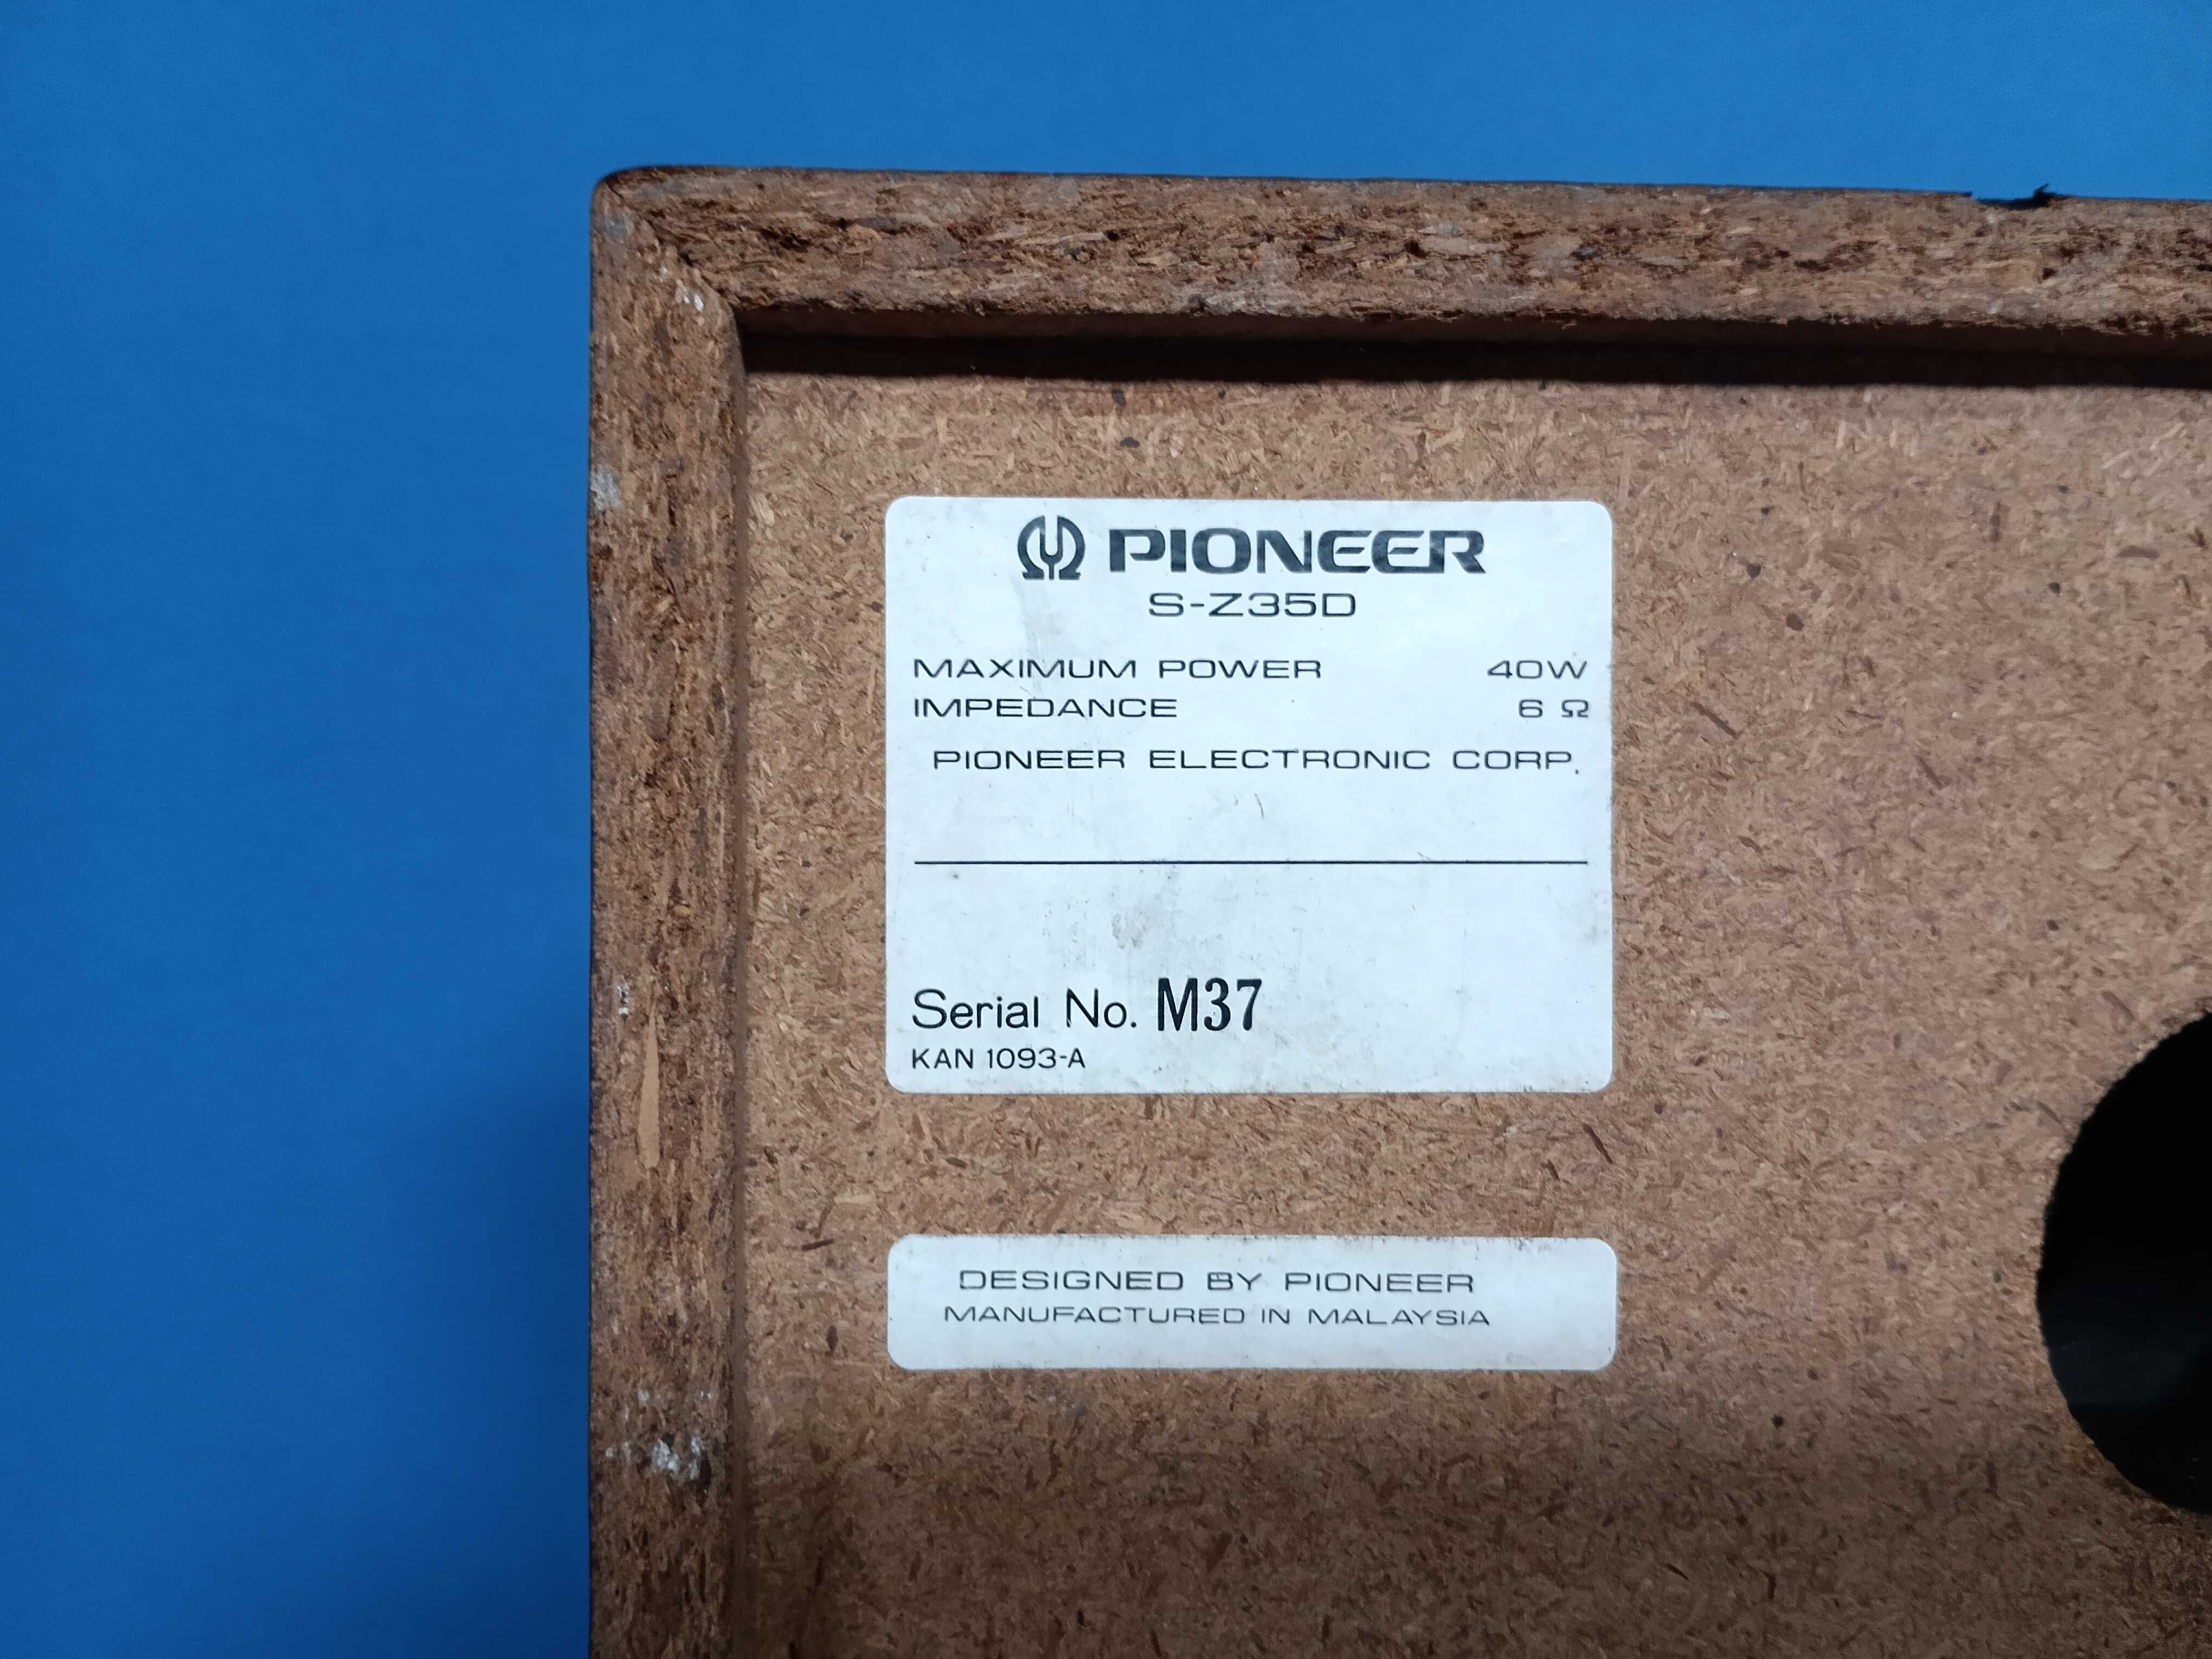 PIONEER
S-Z35D
MAXIMUM POWER 40W
IMPEDANCE 6 Ω
PIONEER ELECTRONIC CORP.
Serial No. M37
KAN 1093-A
DESIGNED BY PIONEER
MANUFACTURED IN MALAYSIA